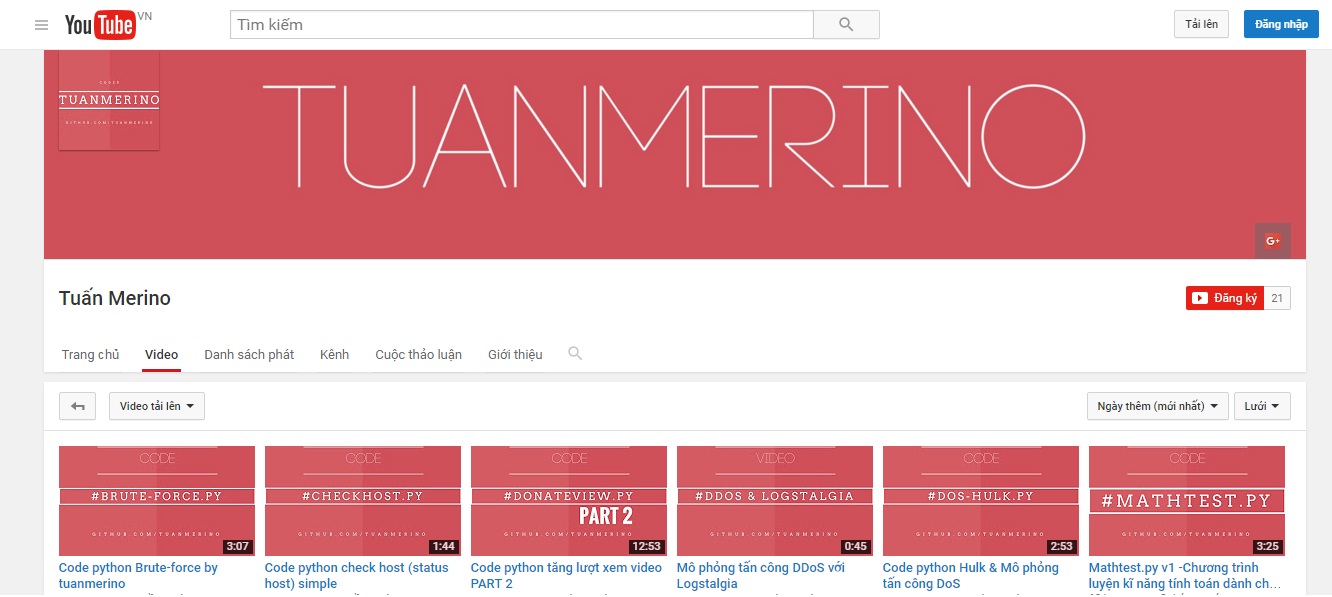 YouTube VN
Tìm kiếm
Tải lên
Đăng nhập
CODE
TUANMERINO
GITHUB.COM/TUANMERINO
TUANMERINO
G+
Tuấn Merino
Đăng ký 21
Trang chủ Video Danh sách phát Kênh Cuộc thảo luận Giới thiệu
Video tải lên
Ngày thêm (mới nhất)
Lưới
CODE
#BRUTE-FORCE.PY
GITHUB.COM/TUANMERINO
3:07
Code python Brute-force by
tuanmerino
CODE
#CHECKHOST.PY
GITHUB.COM/TUANMERINO
1:44
Code python check host (status
host) simple
CODE
#DONATEVIEW.PY
PART 2
GITHUB.COM/TUANMERINO
12:53
Code python tăng lượt xem video
PART 2
VIDEO
#DDOS & LOGSTALGIA
GITHUB.COM/TUANMERINO
0:45
Mô phỏng tấn công DDoS với
Logstalgia
CODE
#DOS-HULK.PY
GITHUB.COM/TUANMERINO
2:53
Code python Hulk & Mô phỏng
tấn công DoS
CODE
#MATHTEST.PY
GITHUB.COM/TUANMERINO
3:25
Mathtest.py v1 -Chương trình
luyện kĩ năng tính toán dành ch...